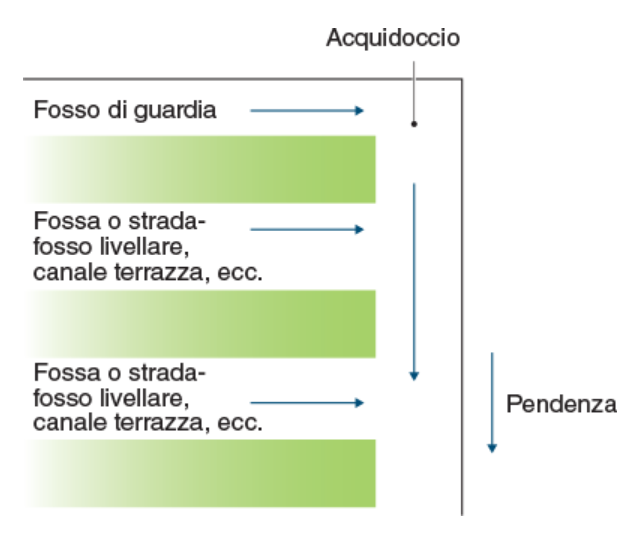 Acquidoccio
Fosso di guardia
Fossa o strada-
fosso livellare,
canale terrazza, ecc.
Fossa o strada-
fosso livellare,
canale terrazza, ecc.
Pendenza